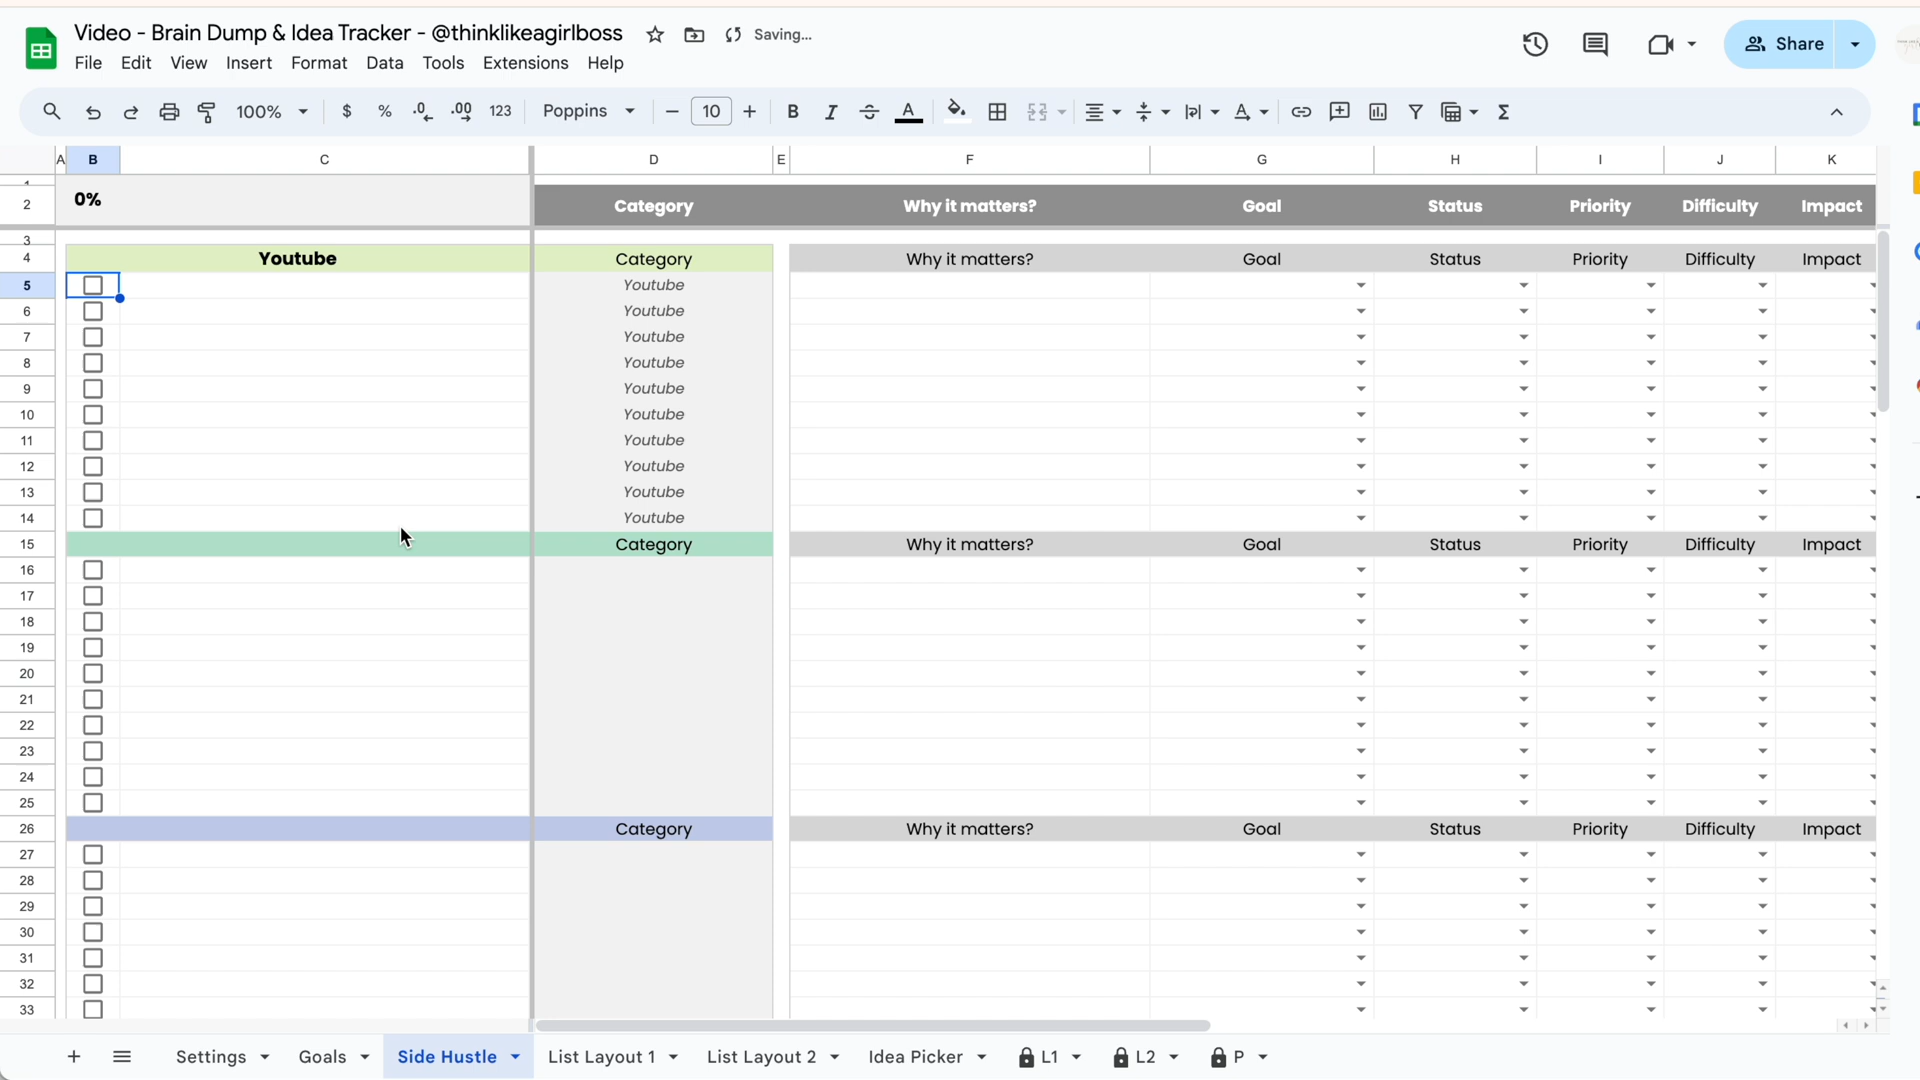 Video - Brain Dump & Idea Tracker - @thinklikeagirlboss Saving...
File Edit View Insert Format Data Tools Extensions Help
Share
100% $ % .0 .00 123 Poppins 10 B I A
A B C D E F G H I J K
1
2 0% Category Why it matters? Goal Status Priority Difficulty Impact
3
4 Youtube Category Why it matters? Goal Status Priority Difficulty Impact
5 Youtube
6 Youtube
7 Youtube
8 Youtube
9 Youtube
10 Youtube
11 Youtube
12 Youtube
13 Youtube
14 Youtube
15 Category Why it matters? Goal Status Priority Difficulty Impact
16
17
18
19
20
21
22
23
24
25
26 Category Why it matters? Goal Status Priority Difficulty Impact
27
28
29
30
31
32
33
Settings Goals Side Hustle List Layout 1 List Layout 2 Idea Picker L1 L2 P